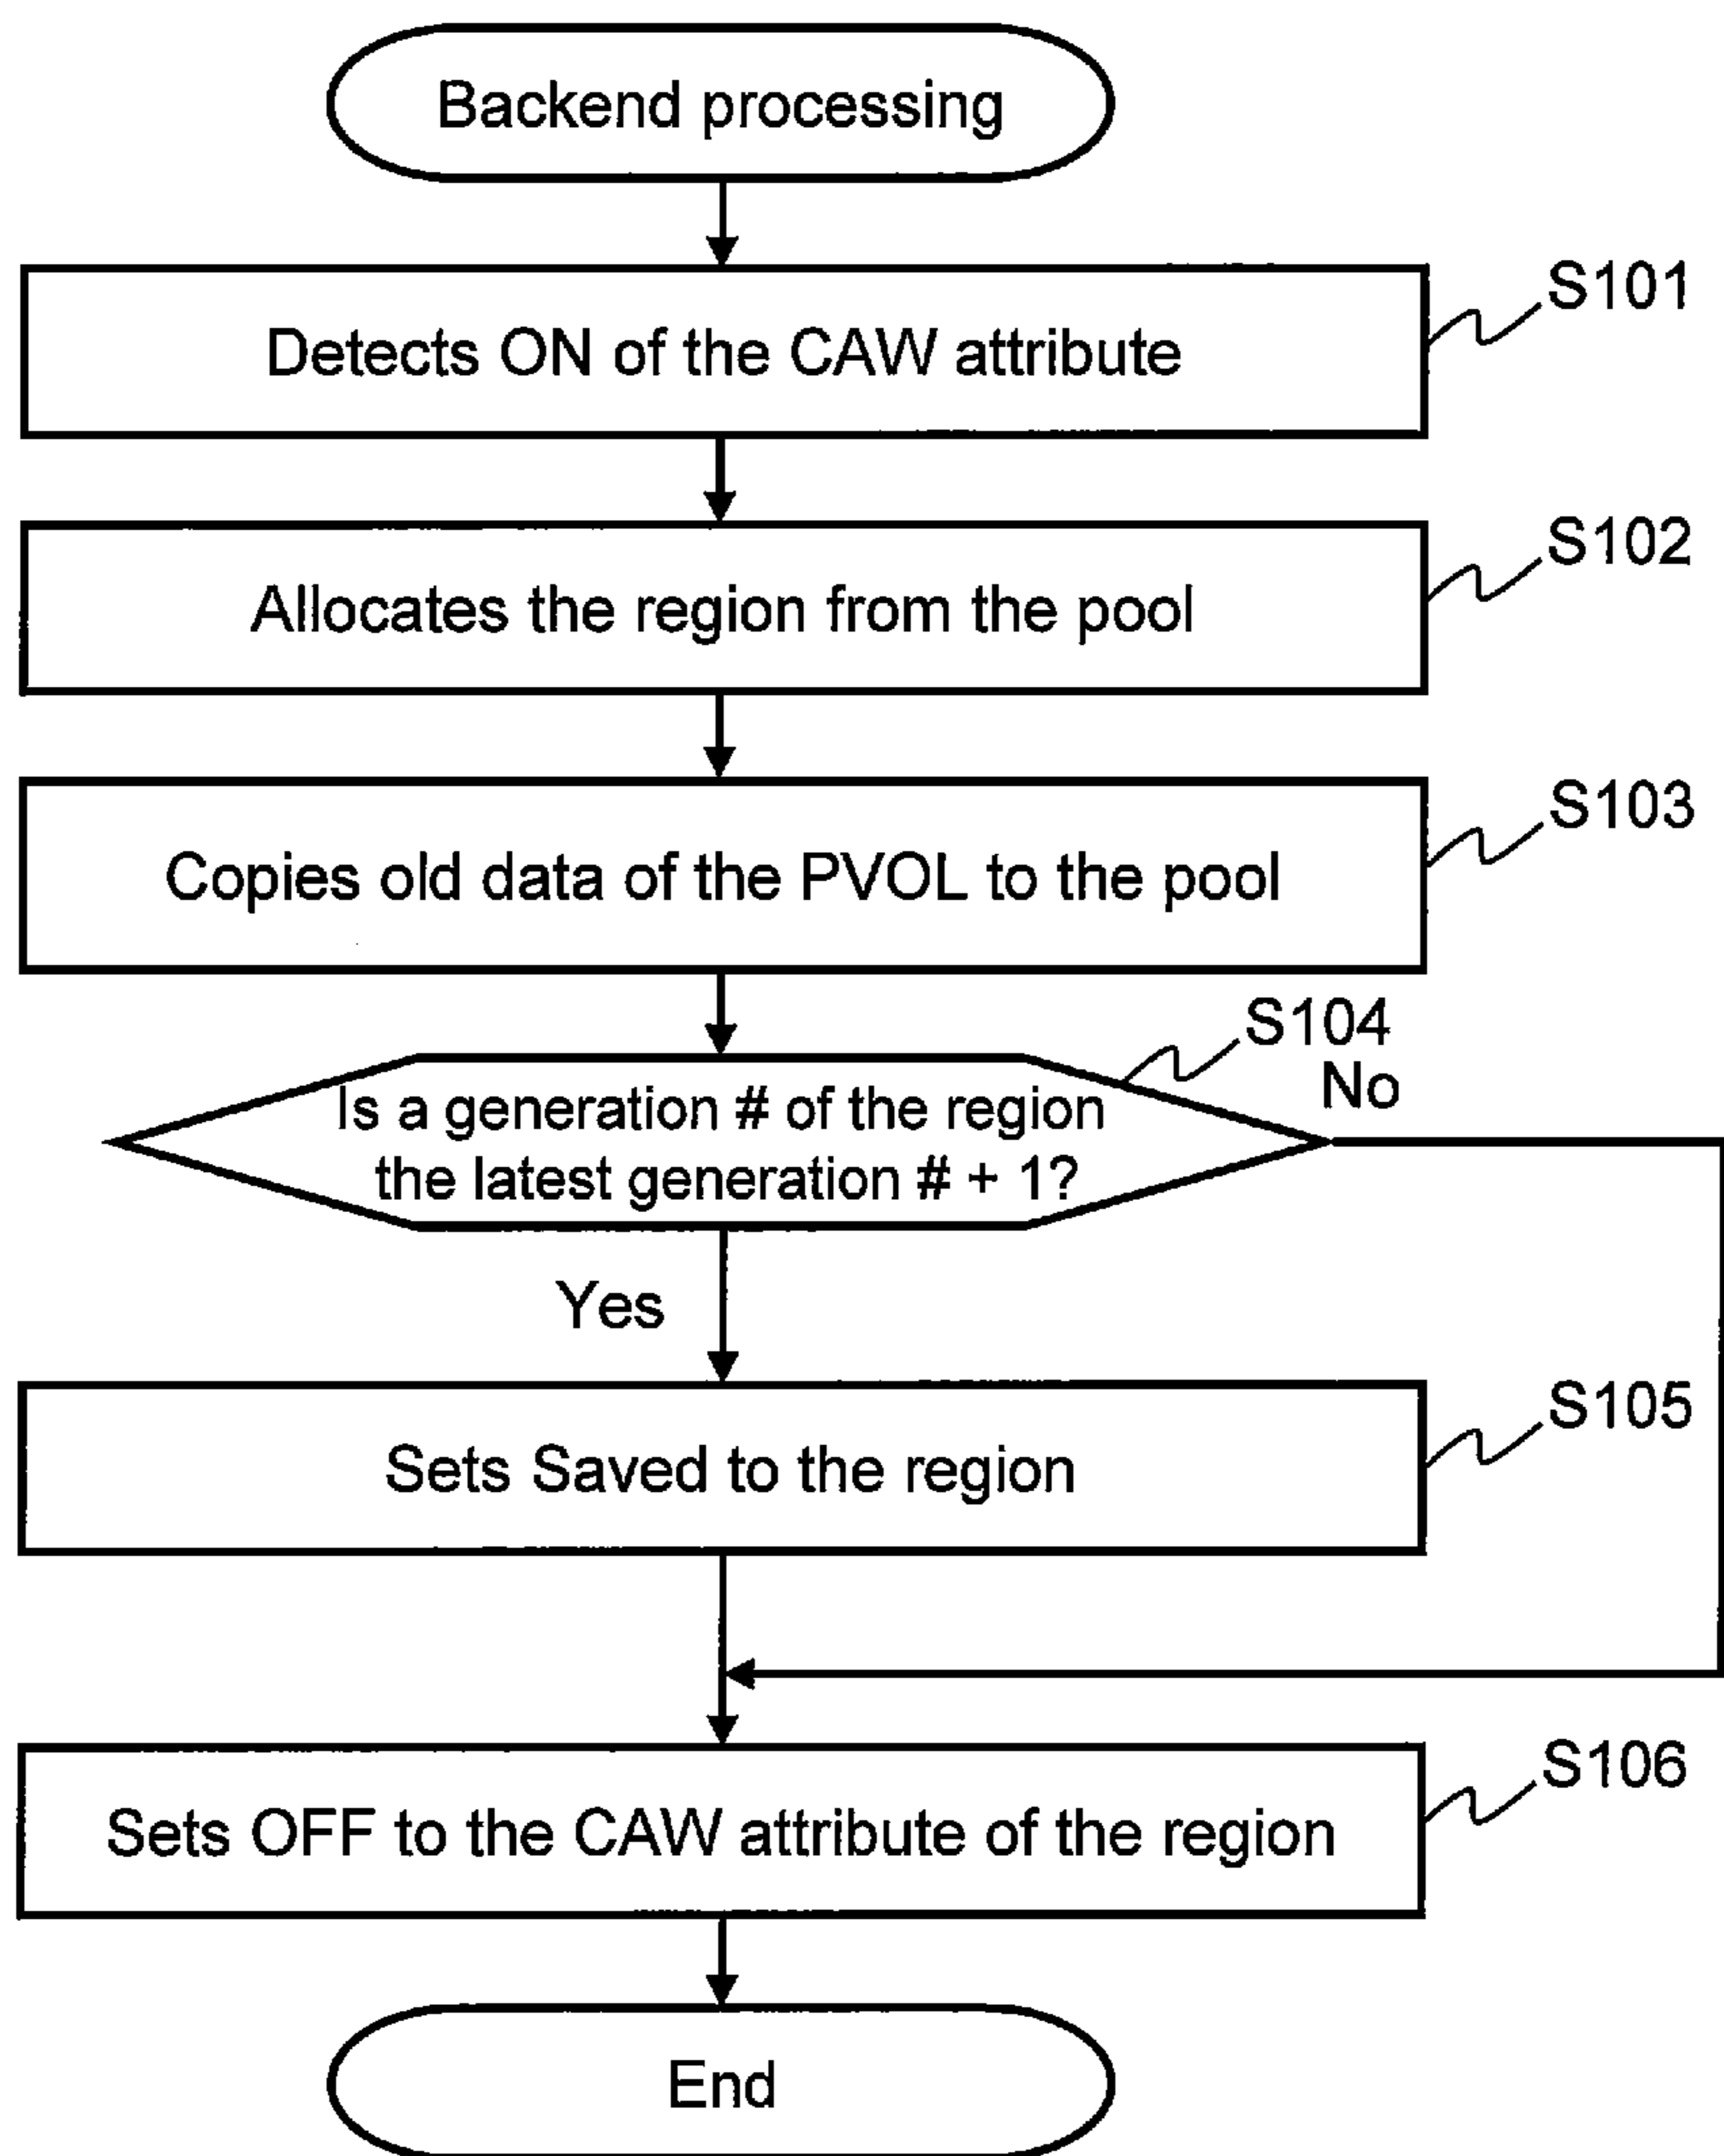 Backend processing
S101
Detects ON of the CAW attribute
S102
Allocates the region from the pool
S103
Copies old data of the PVOL to the pool
S104
No
Is a generation # of the region
the latest generation # + 1?
Yes
S105
Sets Saved to the region
S106
Sets OFF to the CAW attribute of the region
End